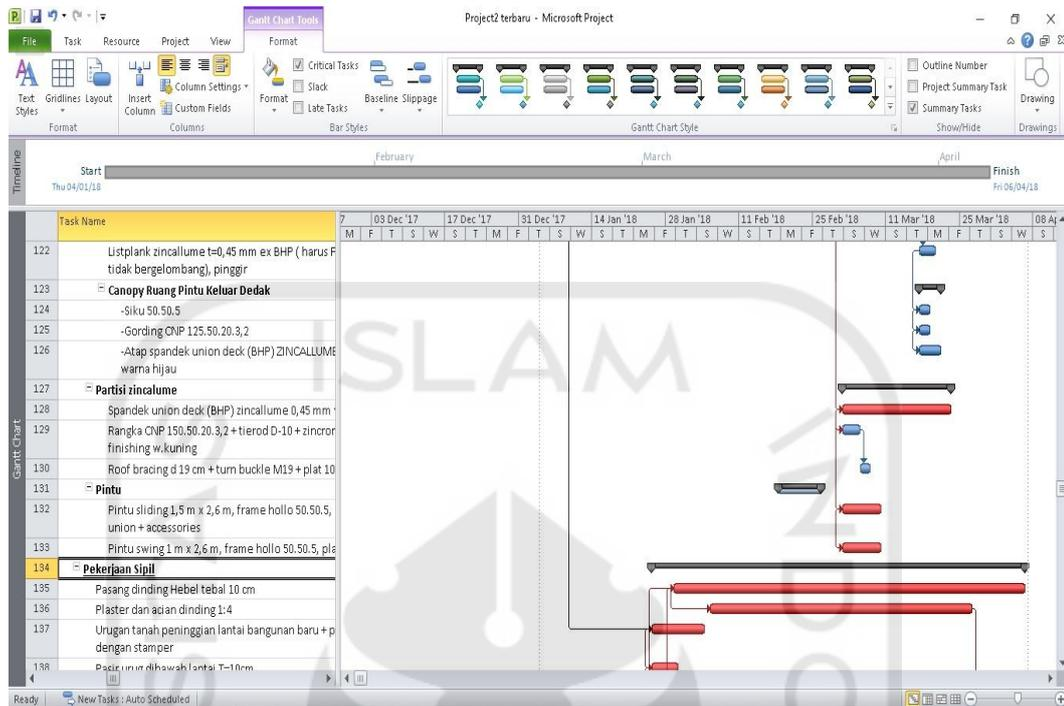 Project2 terbaru - Microsoft Project
Gantt Chart Tools
File Task Resource Project View Format
Text Styles
Gridlines
Layout
Format
Insert Column
Column Settings
Custom Fields
Columns
Format
Critical Tasks
Slack
Late Tasks
Bar Styles
Baseline
Slippage
Gantt Chart Style
Outline Number
Project Summary Task
Summary Tasks
Show/Hide
Drawing
Drawings
Timeline
February March April
Start
Thu 04/01/18
Finish
Fri 06/04/18
Gantt Chart
Task Name
7 03 Dec '17 17 Dec '17 31 Dec '17 14 Jan '18 28 Jan '18 11 Feb '18 25 Feb '18 11 Mar '18 25 Mar '18 08
M F T S W S T M F T S W S T M F T S W S T M F T S W S T M F T S W S
122 Listplank zincallume t=0,45 mm ex BHP ( harus
tidak bergelombang), pinggir
123 Canopy Ruang Pintu Keluar Dedak
124 -Siku 50.50.5
125 -Gording CNP 125.50.20.3,2
126 -Atap spandek union deck (BHP) ZINCALLUME
warna hijau
127 Partisi zincalume
128 Spandek union deck (BHP) zincallume 0,45 mm
129 Rangka CNP 150.50.20.3,2 + tierod D-10 +
finishing w.kuning
130 Roof bracing d 19 cm + turn buckle M19 + plat 10
131 Pintu
132 Pintu sliding 1,5 m x 2,6 m, frame hollo 50.50.5,
union + accessories
133 Pintu swing 1 m x 2,6 m, frame hollo 50.50.5,
134 Pekerjaan Sipil
135 Pasang dinding Hebel tebal 10 cm
136 Plaster dan acian dinding 1:4
137 Urugan tanah peninggian lantai bangunan baru +
dengan stamper
138 Pasir urug dibawah lantai T=10cm
Ready New Tasks : Auto Scheduled
ISLAM